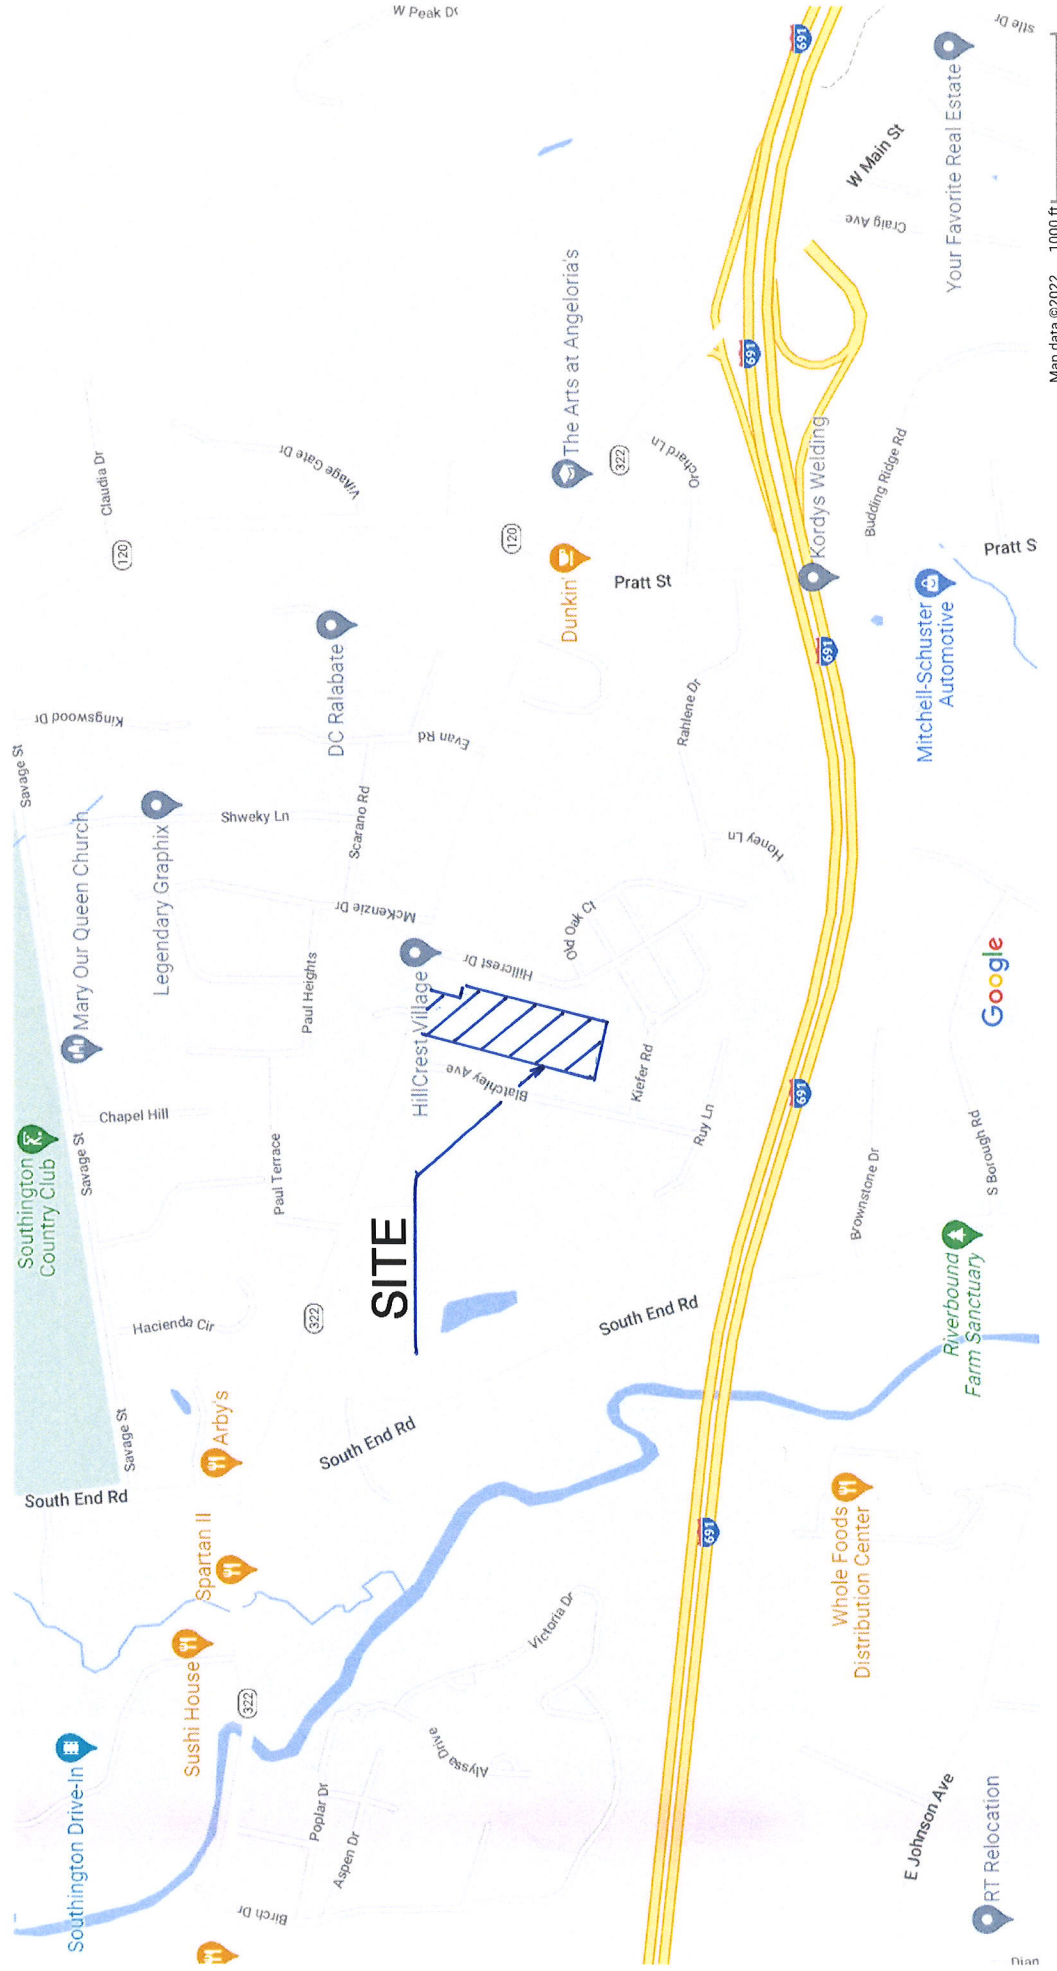 W Peak Dr
stle Dr
691
Your Favorite Real Estate
W Main St
Craig Ave
Map data ©2022
1000 ft
The Arts at Angeloria's
691
322
Orchard Ln
Village Gate Dr
Claudia Dr
120
120
Dunkin'
Pratt St
Kordys Welding
Budding Ridge Rd
Pratt S
Mitchell-Schuster
Automotive
691
DC Ralabate
Kingswood Dr
Evan Rd
Rahlene Dr
Savage St
Shweky Ln
Scarano Rd
Honey Ln
Legendary Graphix
Mary Our Queen Church
McKenzie Dr
Old Oak Ct
Hillcrest Dr
Paul Heights
HillCrest Village
Blatchley Ave
Kiefer Rd
Google
691
Chapel Hill
Savage St
Southington
Country Club
Paul Terrace
Ruy Ln
Brownstone Dr
S Borough Rd
SITE
Hacienda Cir
322
South End Rd
Riverbound
Farm Sanctuary
Arby's
Savage St
South End Rd
South End Rd
Spartan II
691
Whole Foods
Distribution Center
Sushi House
322
Victoria Dr
Alyssa Drive
Southington Drive-In
Poplar Dr
Aspen Dr
Birch Dr
E Johnson Ave
RT Relocation
Dian